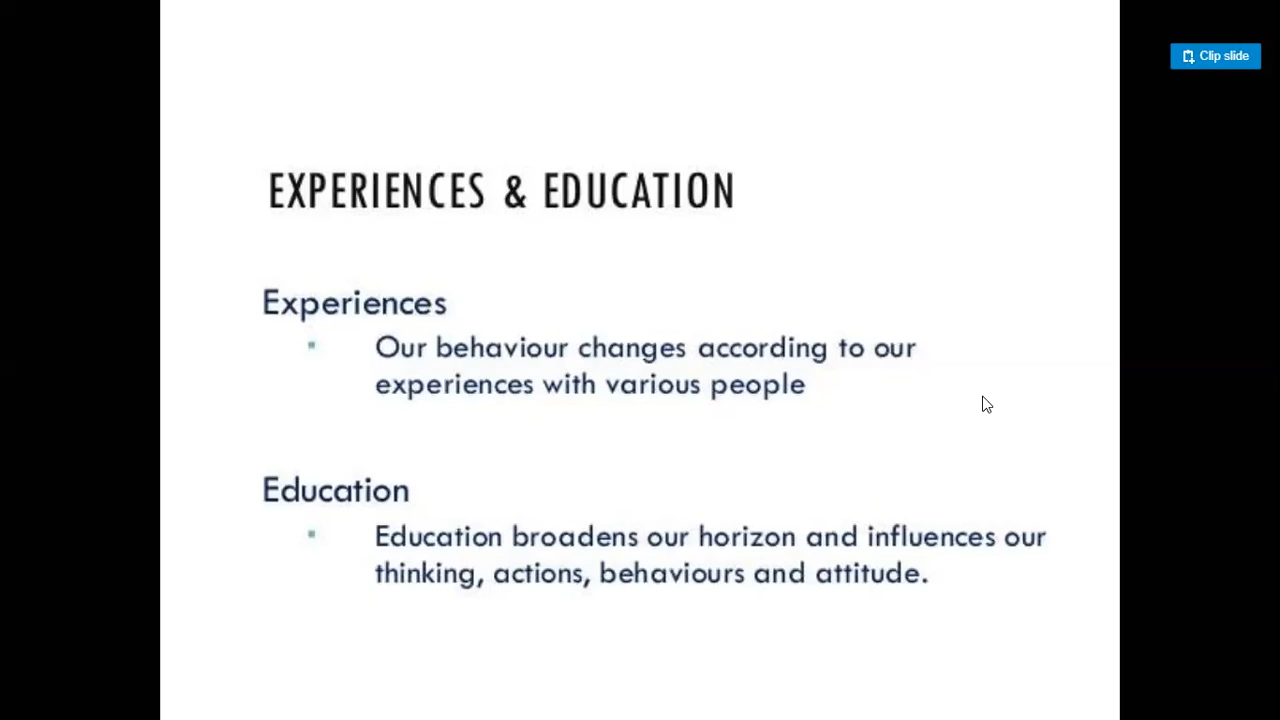 Clip slide
EXPERIENCES & EDUCATION
Experiences
Our behaviour changes according to our
experiences with various people
Education
Education broadens our horizon and influences our
thinking, actions, behaviours and attitude.